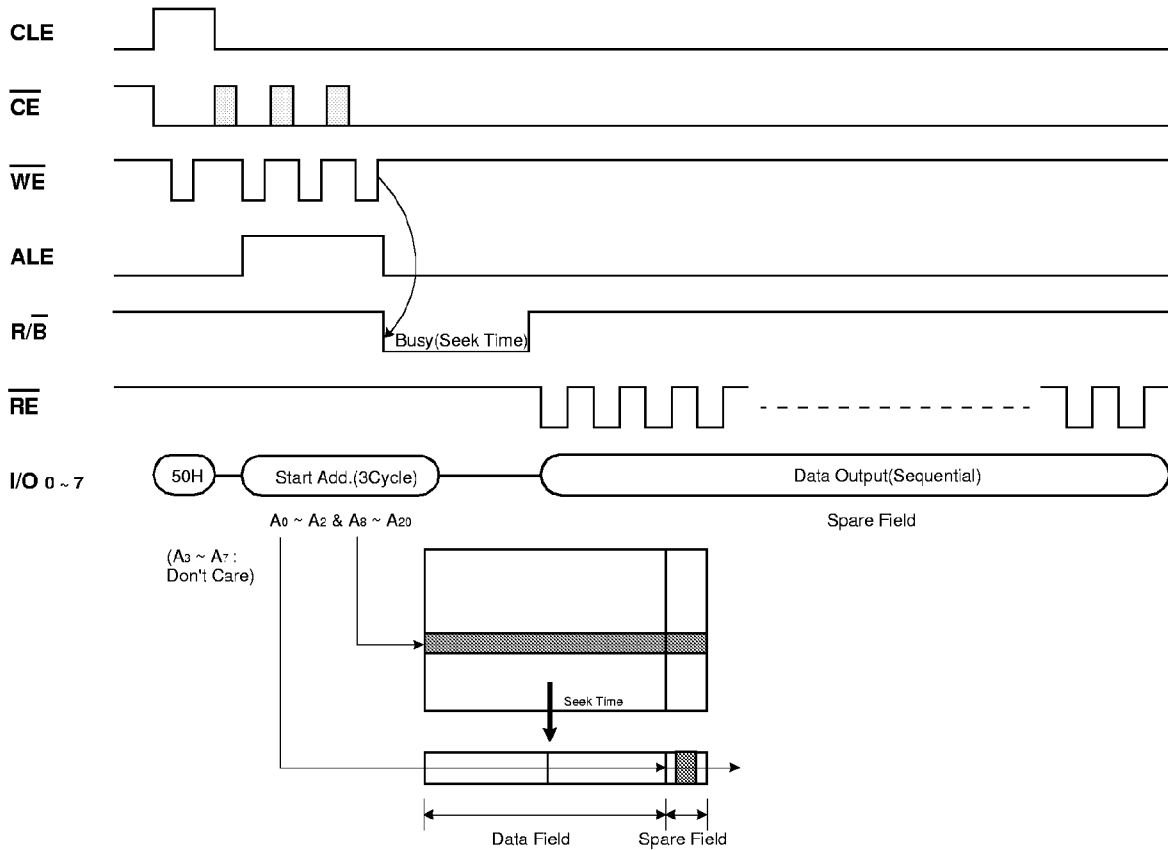 CLE
CE
WE
ALE
R/B
Busy(Seek Time)
RE
I/O 0 ~ 7
50H
Start Add.(3Cycle)
Data Output(Sequential)
A0 ~ A2 & A8 ~ A20
Spare Field
(A3 ~ A7 :
Don't Care)
Seek Time
Data Field
Spare Field